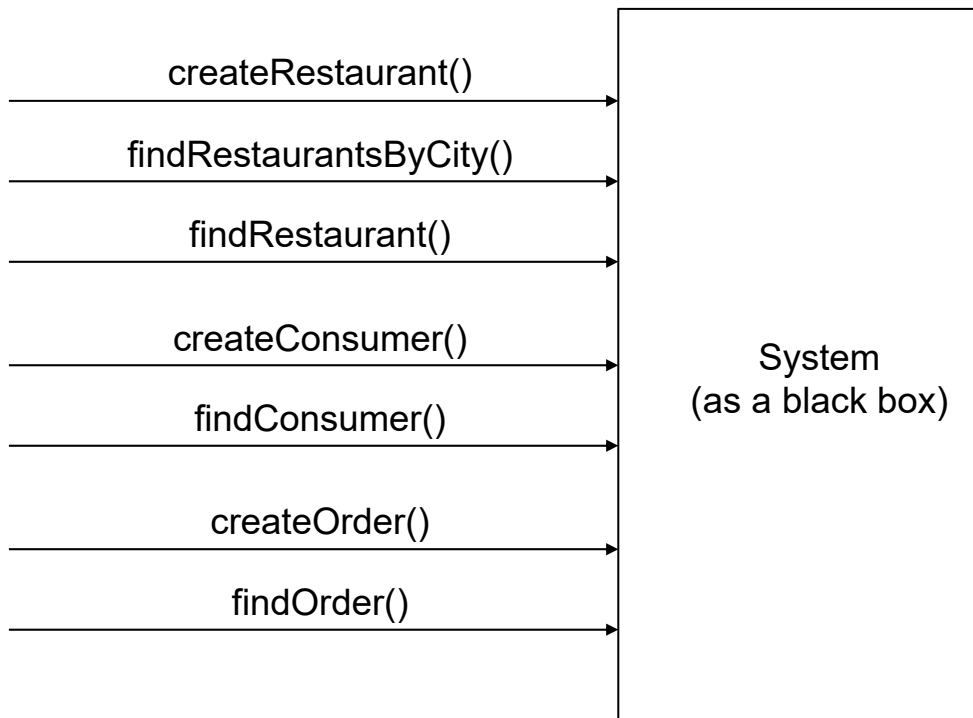 createRestaurant()
findRestaurantsByCity()
findRestaurant()
createConsumer()
findConsumer()
createOrder()
findOrder()
System
(as a black box)